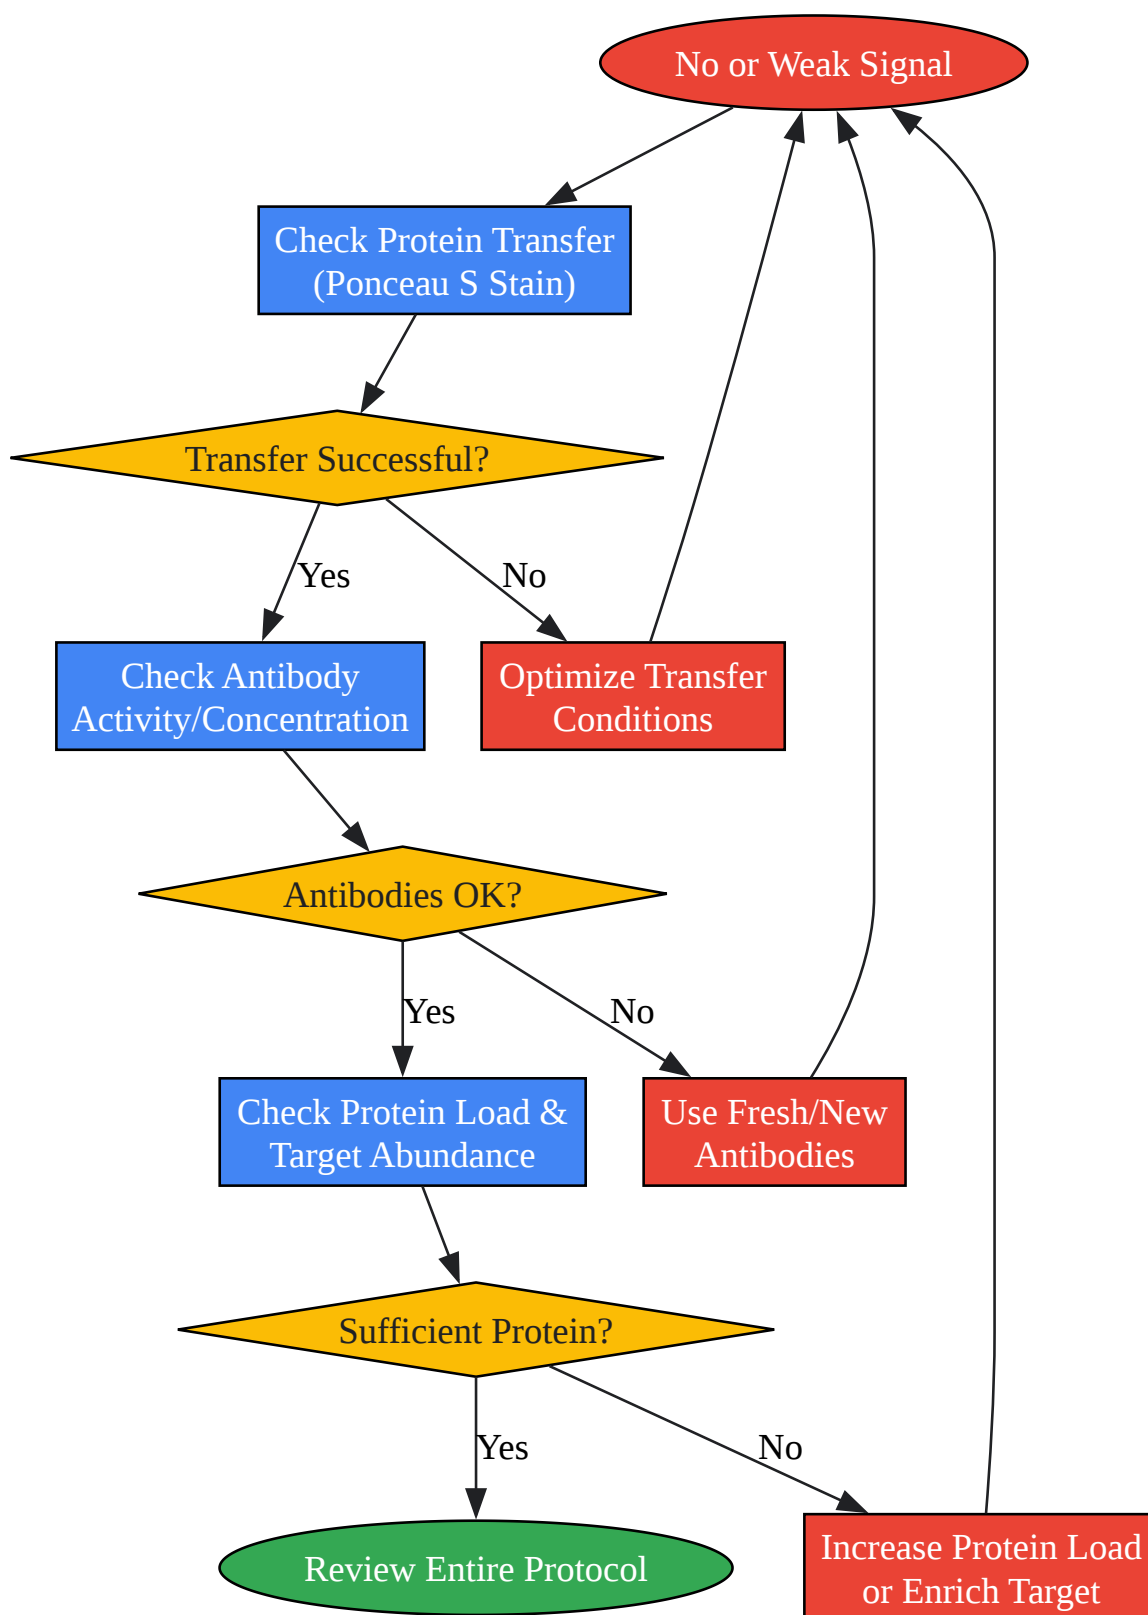 No or Weak Signal
Check Protein Transfer
(Ponceau S Stain)
Transfer Successful?
Yes
No
Check Antibody
Activity/Concentration
Optimize Transfer
Conditions
Antibodies OK?
Yes
No
Check Protein Load &
Target Abundance
Use Fresh/New
Antibodies
Sufficient Protein?
Yes
No
Review Entire Protocol
Increase Protein Load
or Enrich Target